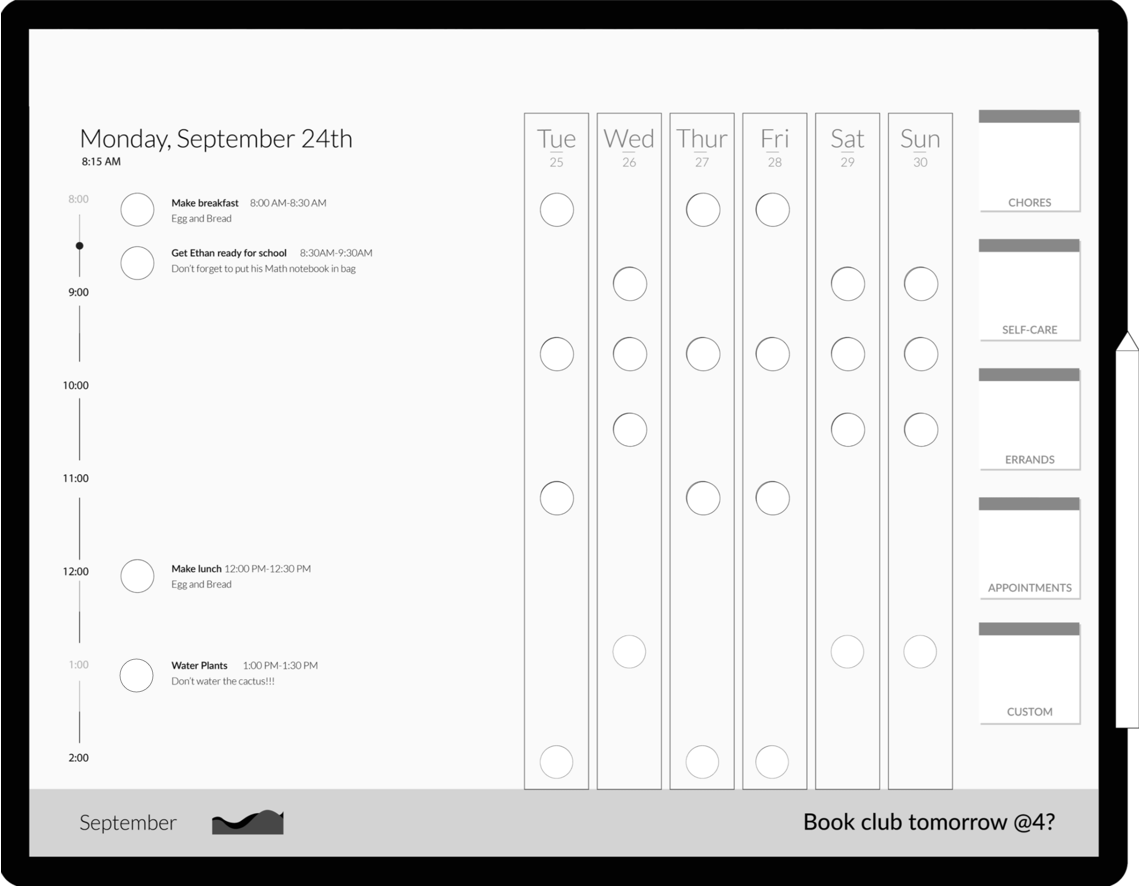 Monday, September 24th
8:15 AM
8:00
Make breakfast 8:00 AM-8:30 AM
Egg and Bread
Get Ethan ready for school 8:30AM-9:30AM
Don't forget to put his Math notebook in bag
9:00
10:00
11:00
12:00
Make lunch 12:00 PM-12:30 PM
Egg and Bread
1:00
Water Plants 1:00 PM-1:30 PM
Don't water the cactus!!!
2:00
Tue
25
Wed
26
Thur
27
Fri
28
Sat
29
Sun
30
CHORES
SELF-CARE
ERRANDS
APPOINTMENTS
CUSTOM
September
Book club tomorrow @4?